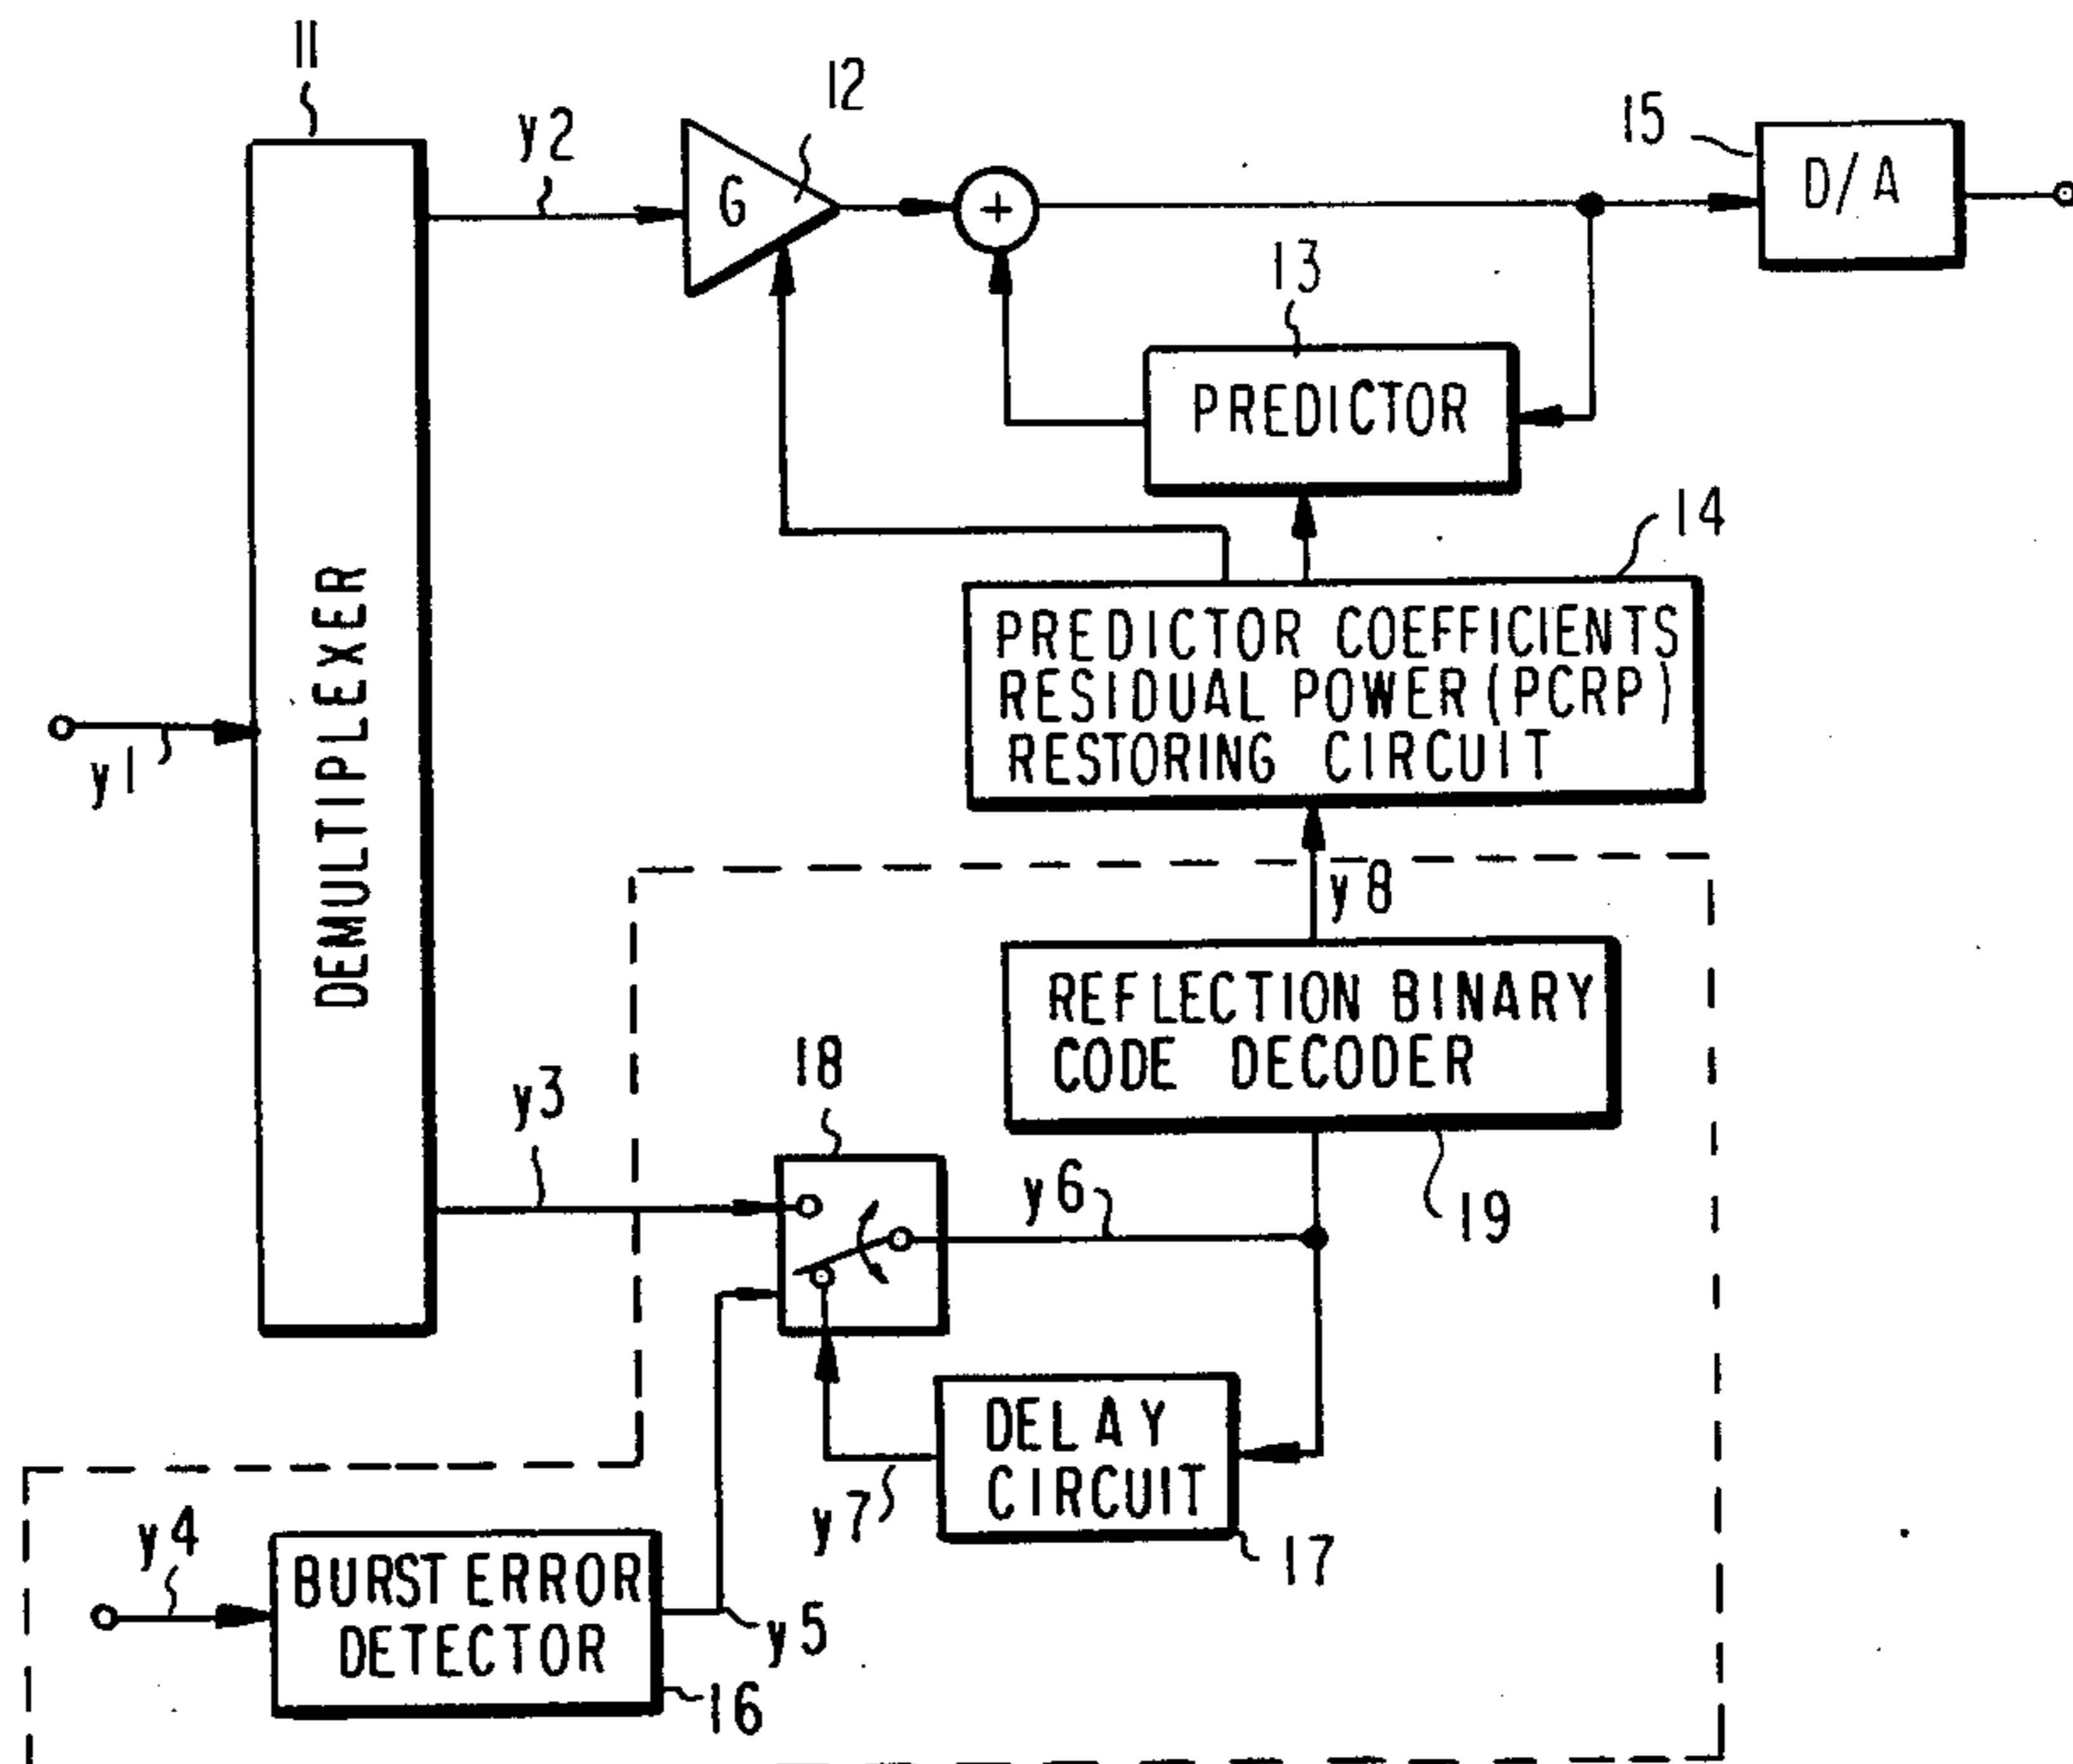 11
12
y2
G
+
15
D/A
13
PREDICTOR
14
PREDICTOR COEFFICIENTS
RESIDUAL POWER (PCRP)
RESTORING CIRCUIT
DEMULTIPLEXER
y1
y8
REFLECTION BINARY
CODE DECODER
19
y3
18
y6
DELAY
CIRCUIT
17
y7
y4
BURST ERROR
DETECTOR
16
y5